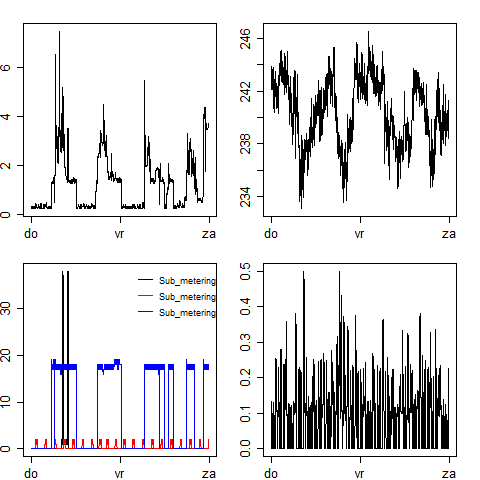 6
4
2
0
do vr za
246
242
238
234
do vr za
30
20
10
0
Sub_metering
Sub_metering
Sub_metering
do vr za
0.5
0.4
0.3
0.2
0.1
0.0
do vr za